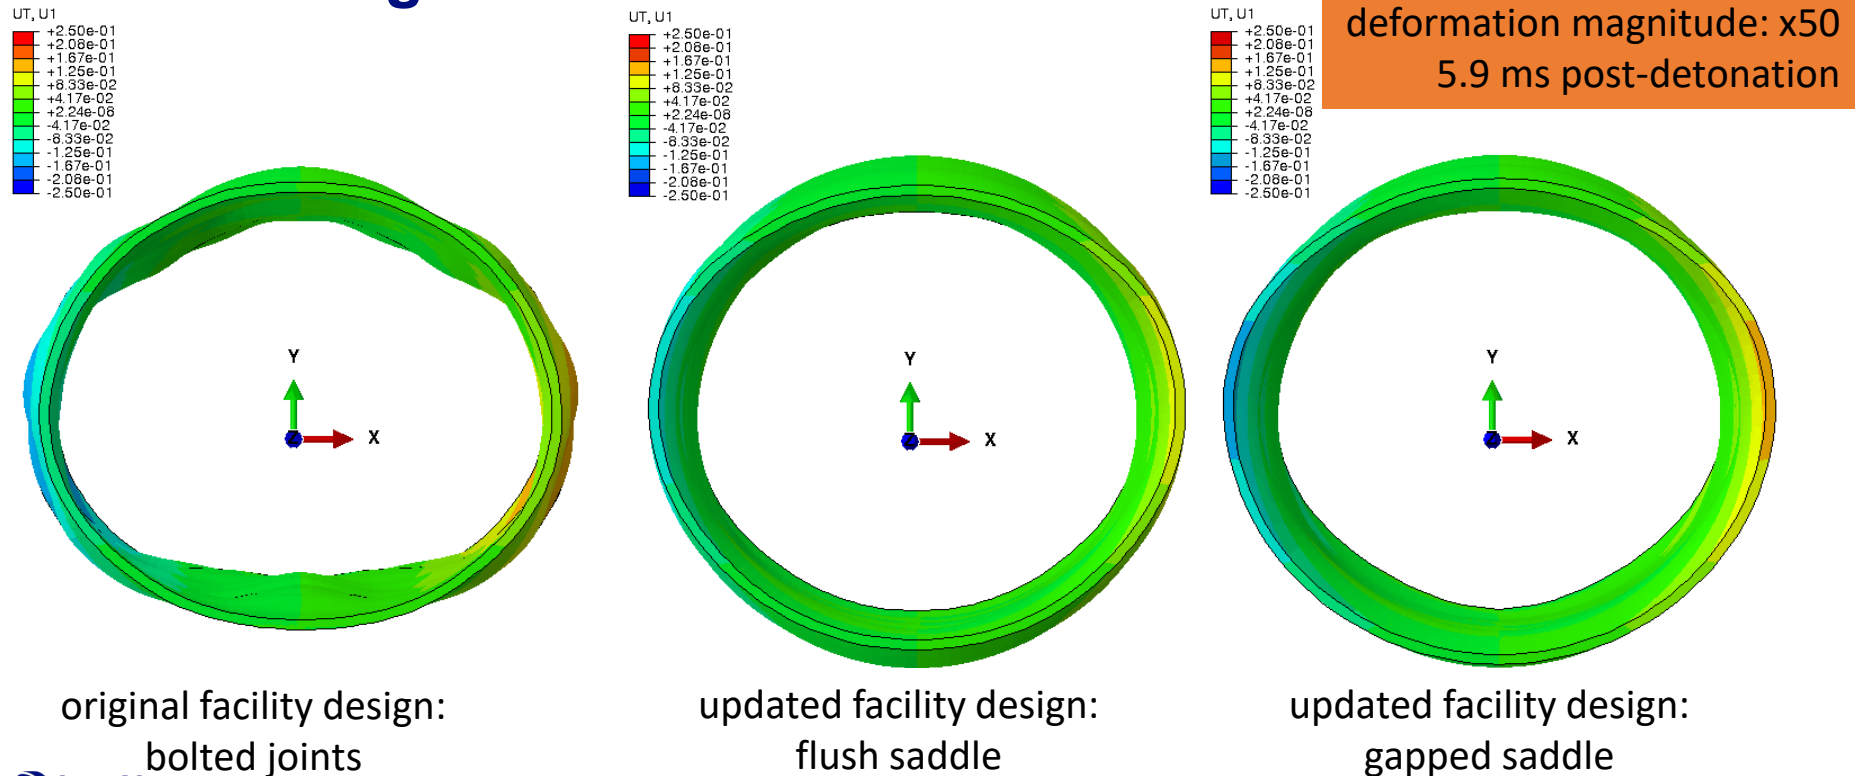 UT, U1
+2.50e-01
+2.08e-01
+1.67e-01
+1.25e-01
+8.33e-02
+4.17e-02
+2.24e-08
-4.17e-02
-8.33e-02
-1.25e-01
-1.67e-01
-2.08e-01
-2.50e-01
UT, U1
+2.50e-01
+2.08e-01
+1.67e-01
+1.25e-01
+8.33e-02
+4.17e-02
+2.24e-08
-4.17e-02
-8.33e-02
-1.25e-01
-1.67e-01
-2.08e-01
-2.50e-01
UT, U1
+2.50e-01
+2.08e-01
+1.67e-01
+1.25e-01
+8.33e-02
+4.17e-02
+2.24e-08
-4.17e-02
-8.33e-02
-1.25e-01
-1.67e-01
-2.08e-01
-2.50e-01
deformation magnitude: x50
5.9 ms post-detonation
Y
X
Z
Y
X
Z
Y
X
Z
original facility design:
bolted joints
updated facility design:
flush saddle
updated facility design:
gapped saddle